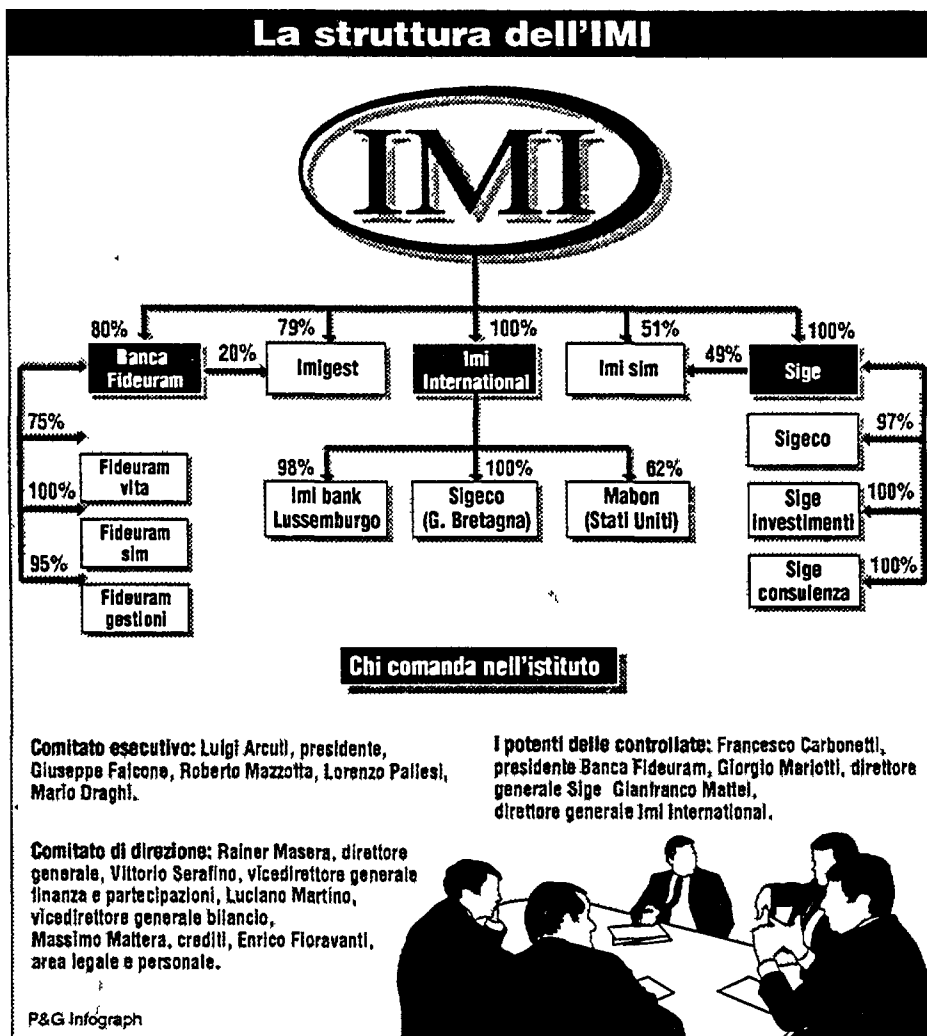 La struttura dell'IMI
IMI
80%
79%
100%
51%
100%
Banca
Fideuram
20%
Imigest
Imi
International
Imi sim
49%
Sige
75%
Fideuram
vita
100%
Fideuram
sim
95%
Fideuram
gestioni
98%
Imi bank
Lussemburgo
100%
Sigeco
(G. Bretagna)
62%
Mabon
(Stati Uniti)
Sigeco
97%
Sige
investimenti
100%
Sige
consulenza
100%
Chi comanda nell'istituto
Comitato esecutivo: Luigi Arcuti, presidente,
Giuseppe Falcone, Roberto Mazzotta, Lorenzo Pallesi,
Mario Draghi.
Comitato di direzione: Rainer Masera, direttore
generale, Vittorio Serafino, vicedirettore generale
finanza e partecipazioni, Luciano Martino,
vicedirettore generale bilancio,
Massimo Mattera, crediti, Enrico Fioravanti,
area legale e personale.
I potenti delle controllate: Francesco Carbonetti,
presidente Banca Fideuram, Giorgio Mariotti, direttore
generale Sige Gianfranco Mattei,
direttore generale Imi International.
P&G Infograph